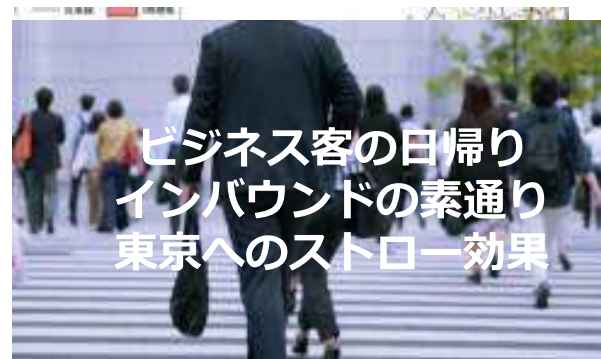 ビジネス客の日帰り
インバウンドの素通り
東京へのストロー効果